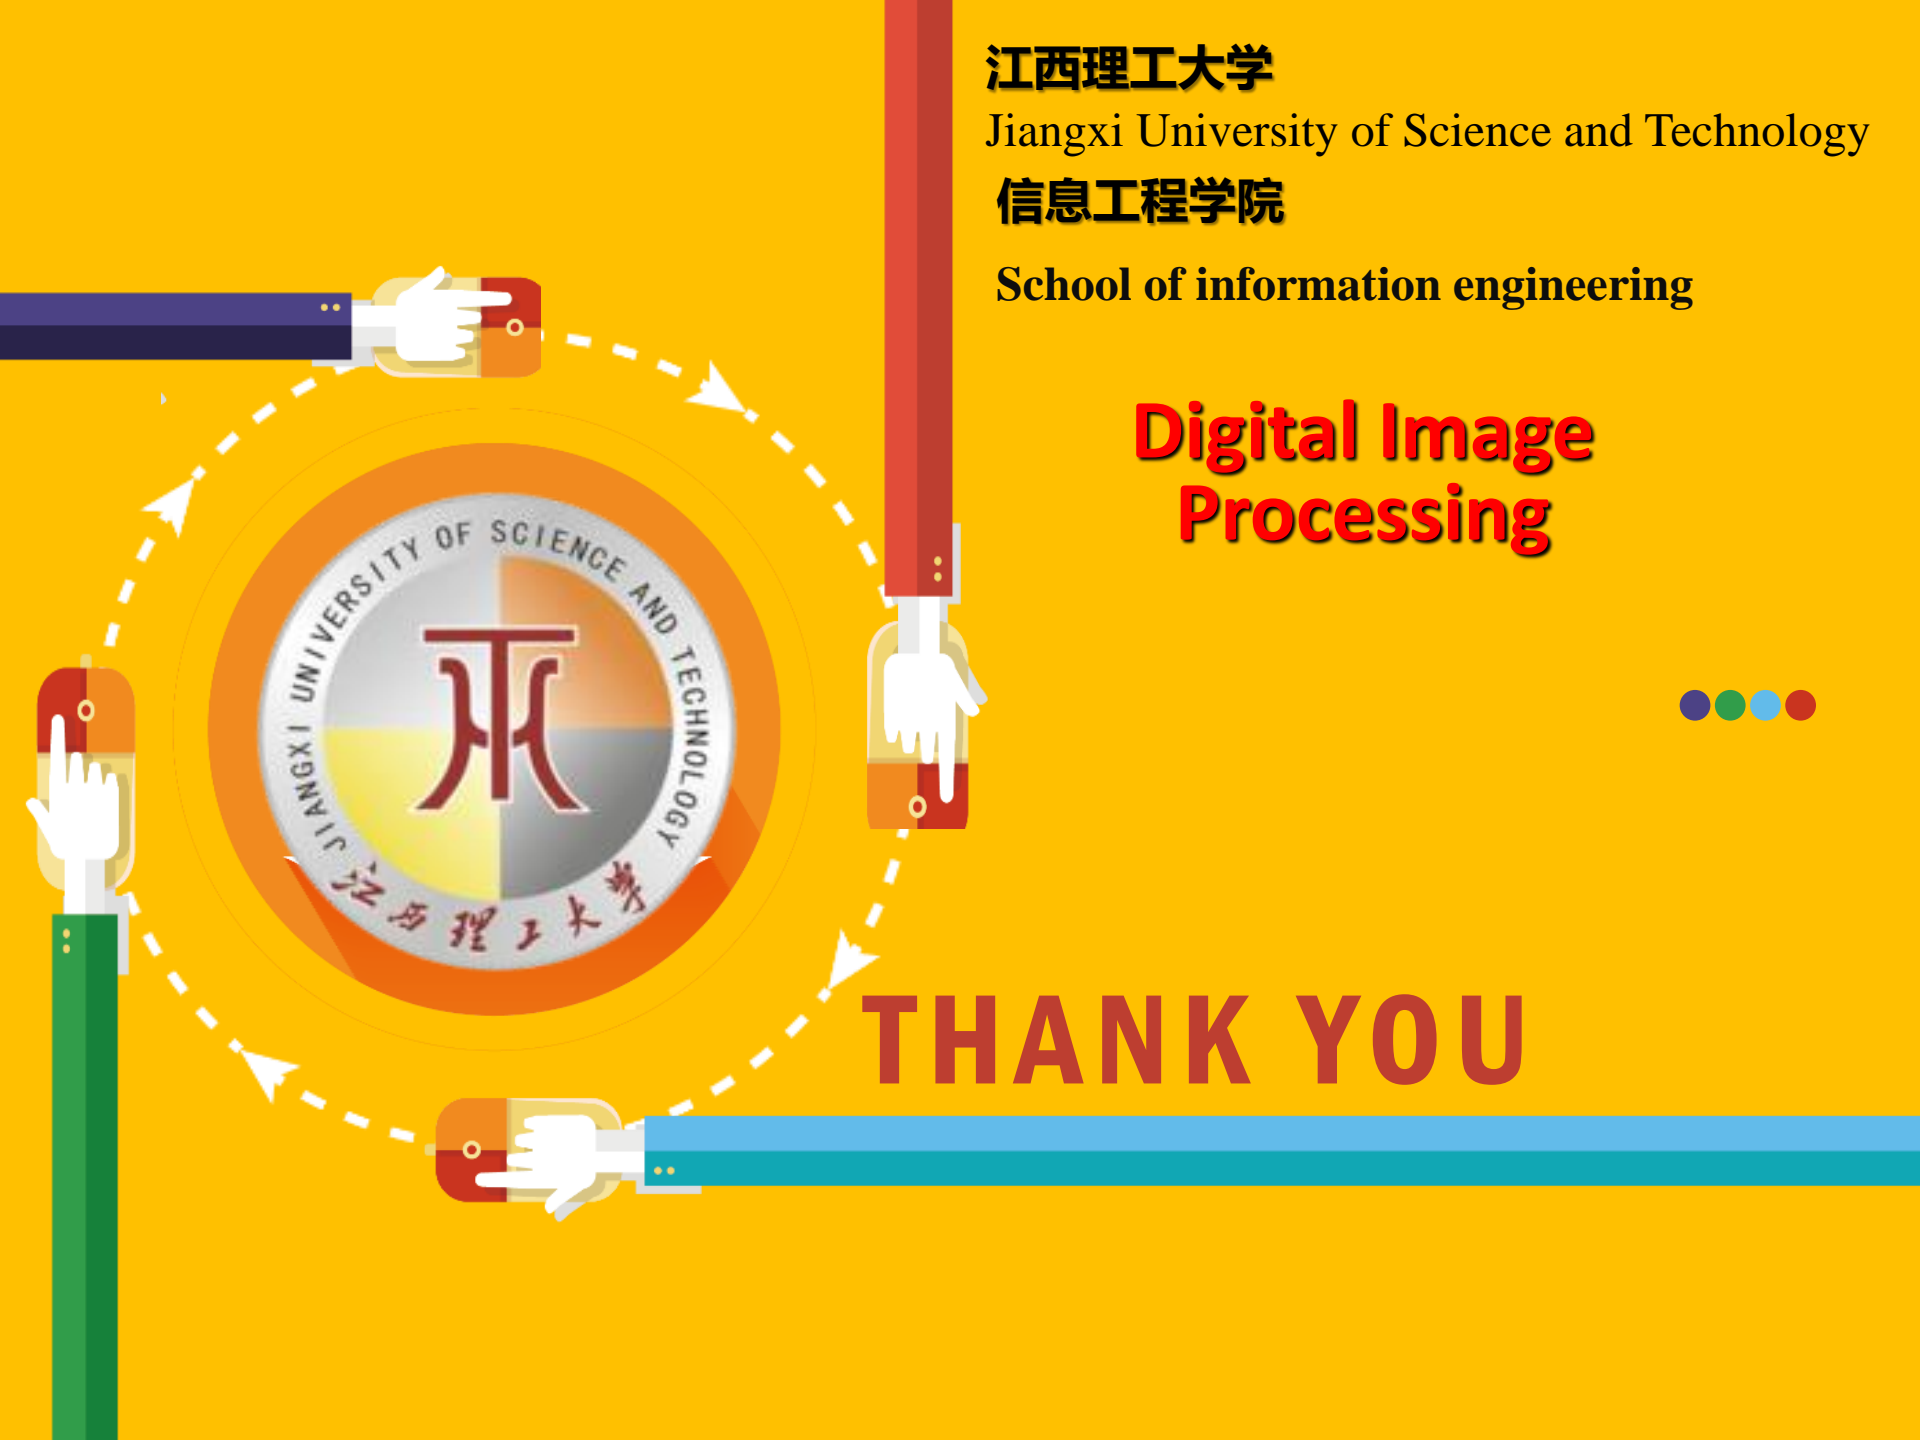 江西理工大学
Jiangxi University of Science and Technology
信息工程学院
School of information engineering
Digital Image
Processing
JIANGXI UNIVERSITY OF SCIENCE AND TECHNOLOGY
江西理工大学
THANK YOU